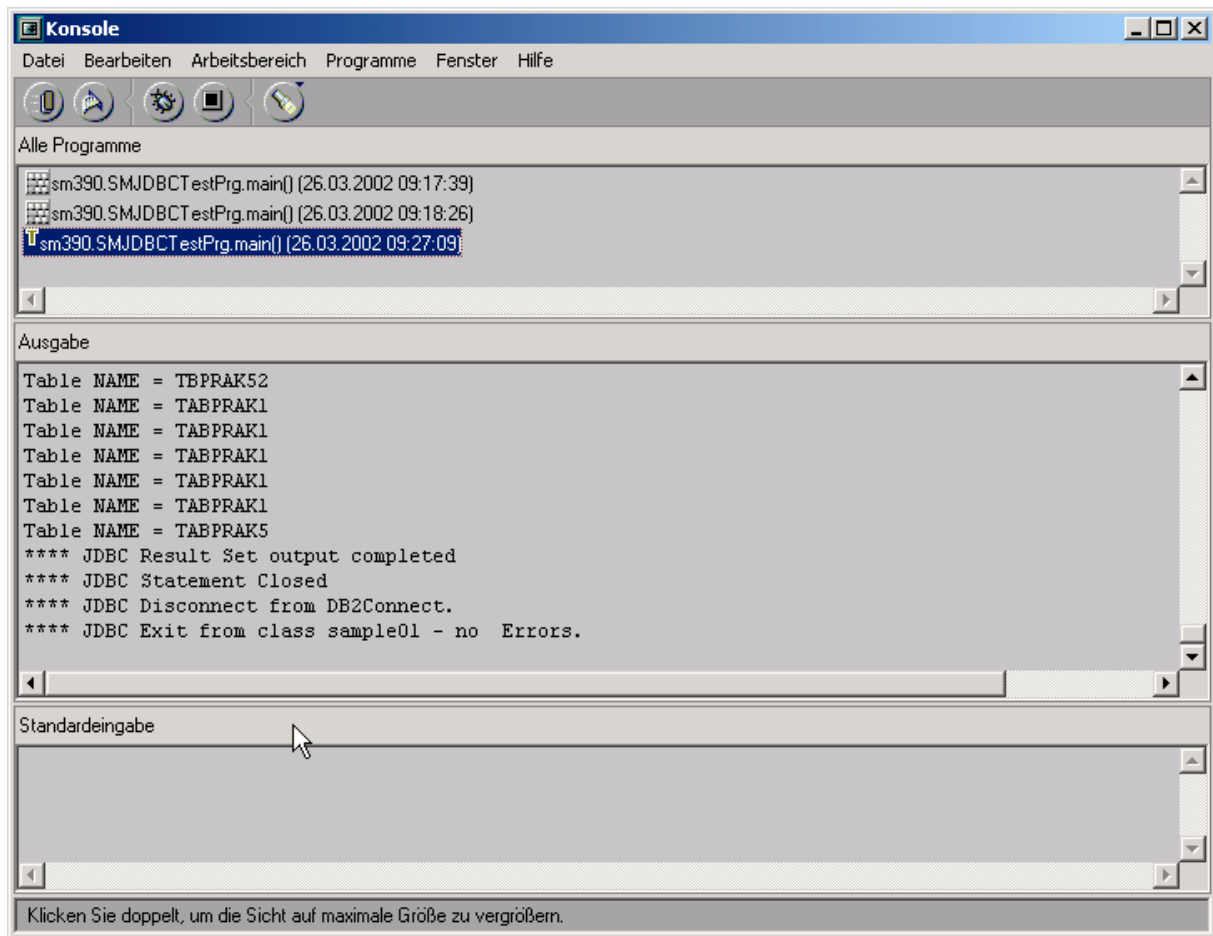 Konsole
Datei Bearbeiten Arbeitsbereich Programme Fenster Hilfe
Alle Programme
sm390.SMJDBCTestPrg.main() (26.03.2002 09:17:39)
sm390.SMJDBCTestPrg.main() (26.03.2002 09:18:26)
sm390.SMJDBCTestPrg.main() (26.03.2002 09:27:09)
Ausgabe
Table NAME = TBPRAK52
Table NAME = TABPRAK1
Table NAME = TABPRAK1
Table NAME = TABPRAK1
Table NAME = TABPRAK1
Table NAME = TABPRAK1
Table NAME = TABPRAK5
**** JDBC Result Set output completed
**** JDBC Statement Closed
**** JDBC Disconnect from DB2Connect.
**** JDBC Exit from class sample01 - no  Errors.
Standardeingabe
Klicken Sie doppelt, um die Sicht auf maximale Größe zu vergrößern.